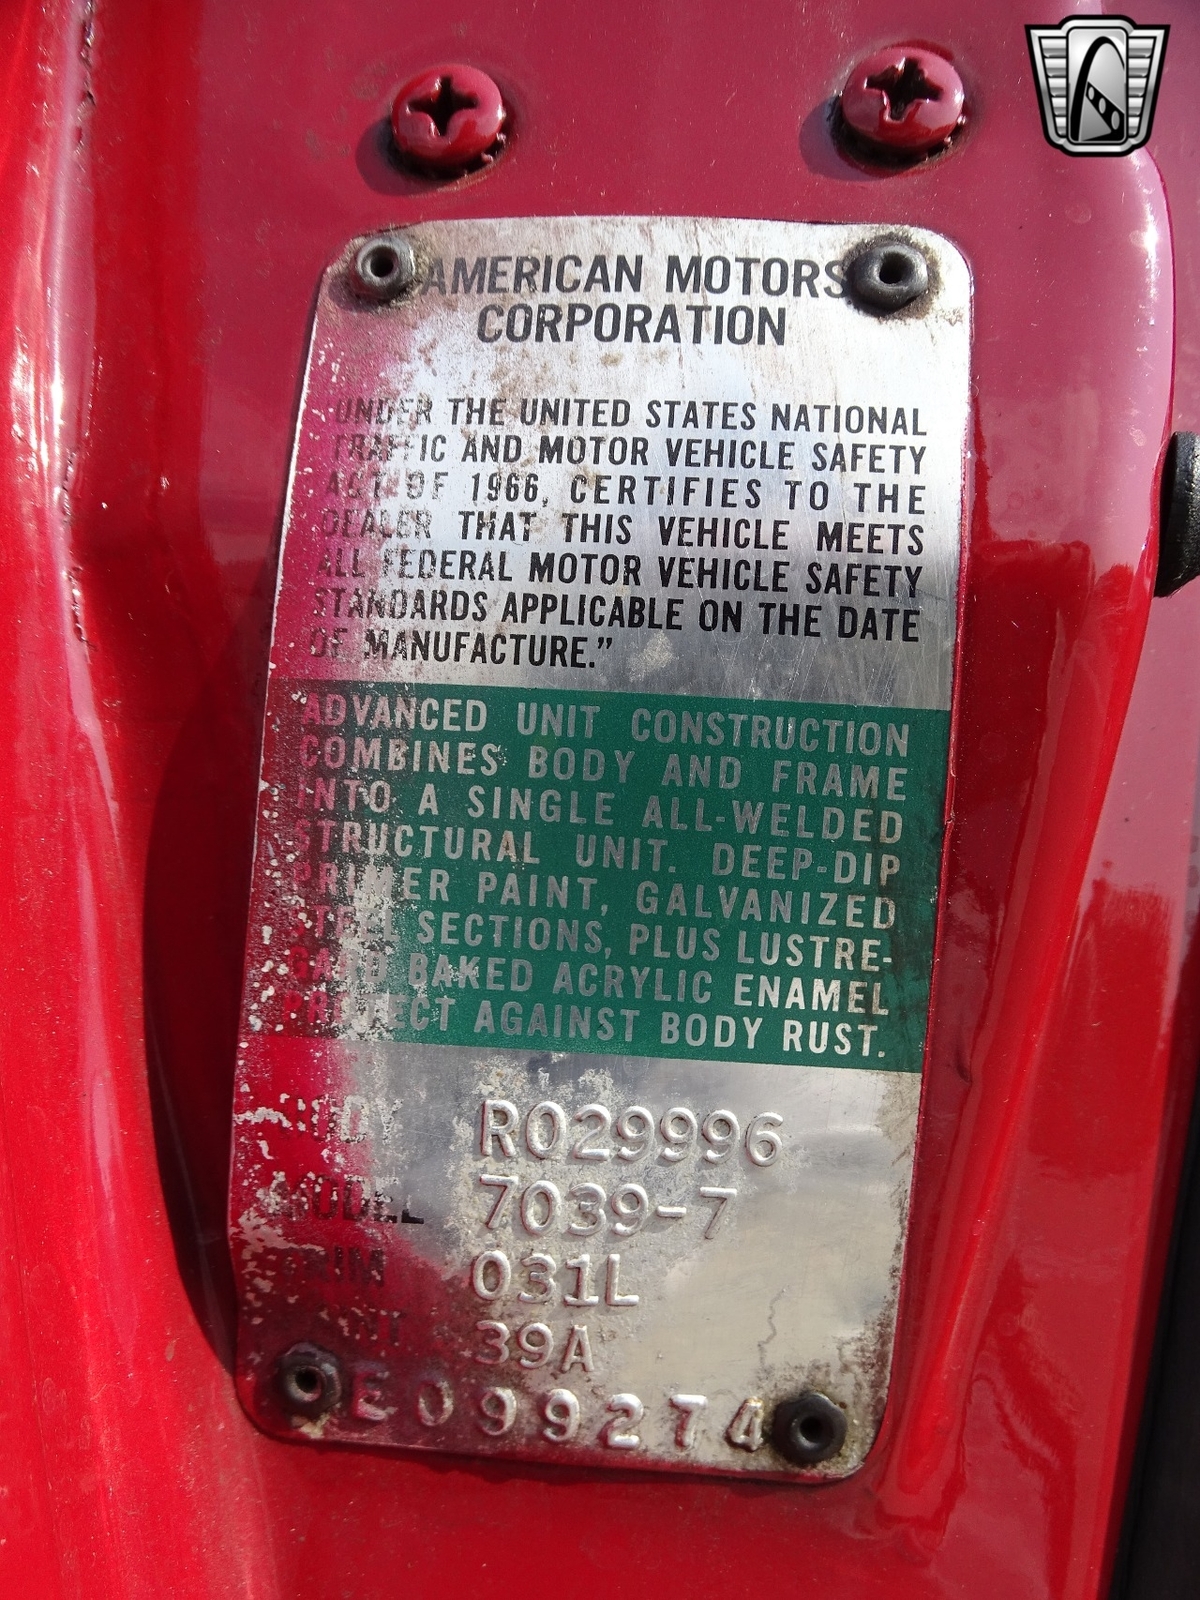 AMERICAN MOTORS
CORPORATION
"UNDER THE UNITED STATES NATIONAL
TRAFFIC AND MOTOR VEHICLE SAFETY
ACT OF 1966, CERTIFIES TO THE
DEALER THAT THIS VEHICLE MEETS
ALL FEDERAL MOTOR VEHICLE SAFETY
STANDARDS APPLICABLE ON THE DATE
OF MANUFACTURE."
ADVANCED UNIT CONSTRUCTION
COMBINES BODY AND FRAME
INTO A SINGLE ALL-WELDED
STRUCTURAL UNIT. DEEP-DIP
PRIMER PAINT, GALVANIZED
STEEL SECTIONS, PLUS LUSTRE-
GARD BAKED ACRYLIC ENAMEL
PROTECT AGAINST BODY RUST.
BODY R029996
MODEL 7039-7
TRIM 031L
PAINT 39A
E099274